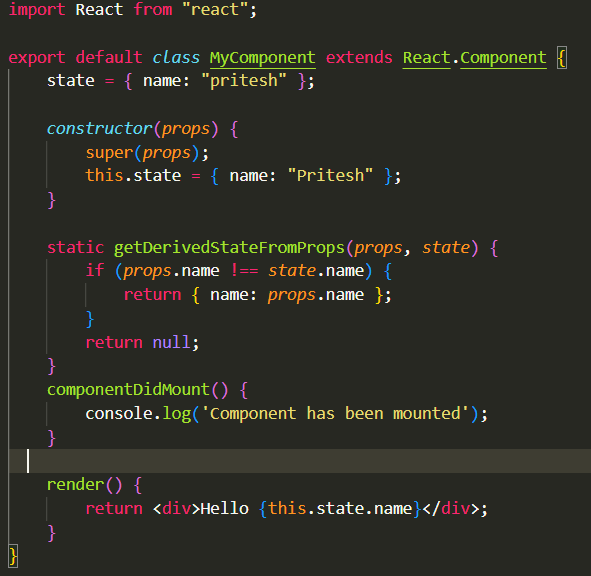 import React from "react";
export default class MyComponent extends React.Component {
state = { name: "pritesh" };
constructor(props) {
super(props);
this.state = { name: "Pritesh" };
}
static getDerivedStateFromProps(props, state) {
if (props.name !== state.name) {
return { name: props.name };
}
return null;
}
componentDidMount() {
console.log('Component has been mounted');
}
render() {
return <div>Hello {this.state.name}</div>;
}
}